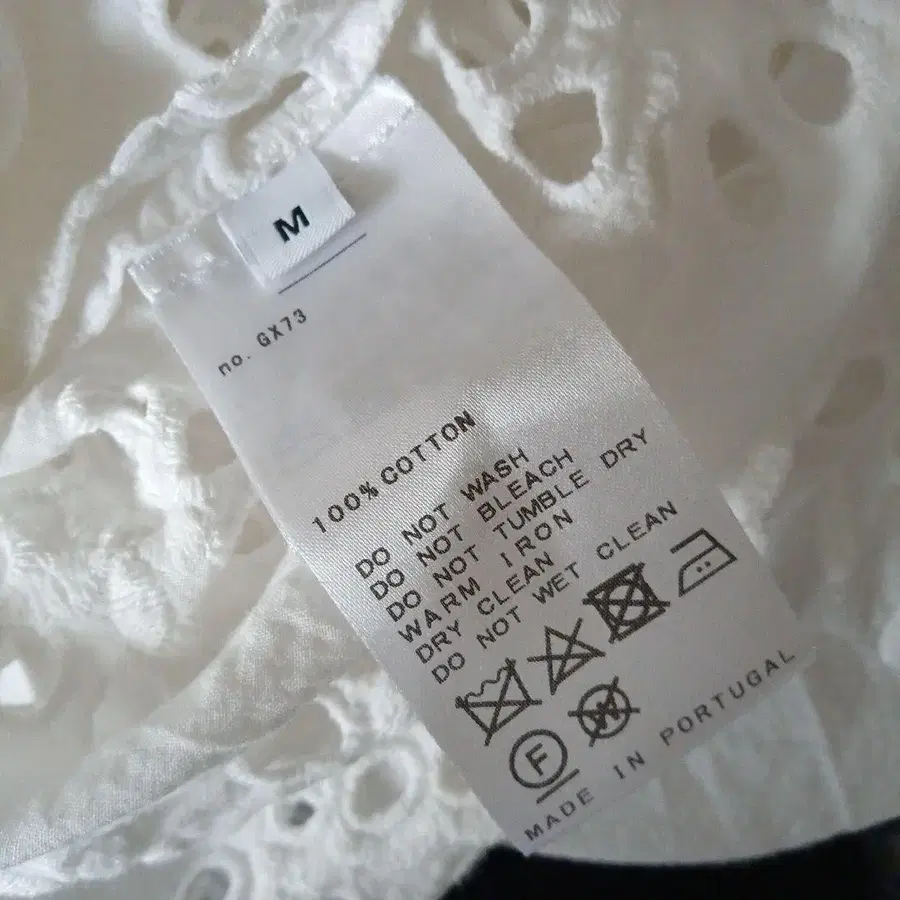 M
no. GX73
100% COTTON
DO NOT WASH
DO NOT BLEACH
DO NOT TUMBLE DRY
WARM IRON
DRY CLEAN
DO NOT WET CLEAN
F W
MADE IN PORTUGAL